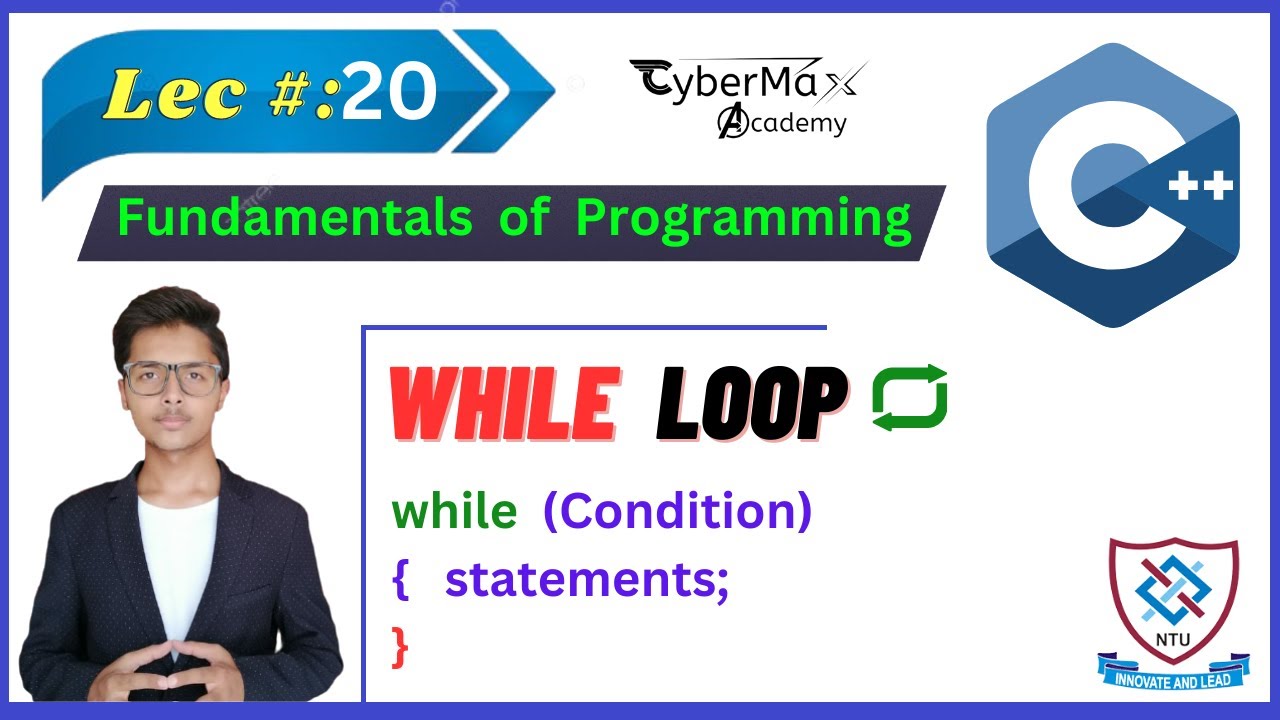 Lec #:20
CyberMax
Academy
C++
Fundamentals of Programming
WHILE LOOP
while (Condition)
{ statements;
}
NTU
INNOVATE AND LEAD